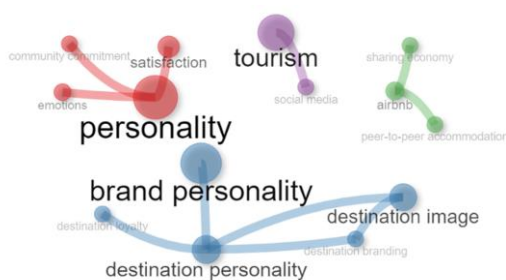 community commitment
satisfaction
tourism
sharing economy
emotions
social media
airbnb
personality
peer-to-peer accommodation
brand personality
destination loyalty
destination image
destination branding
destination personality